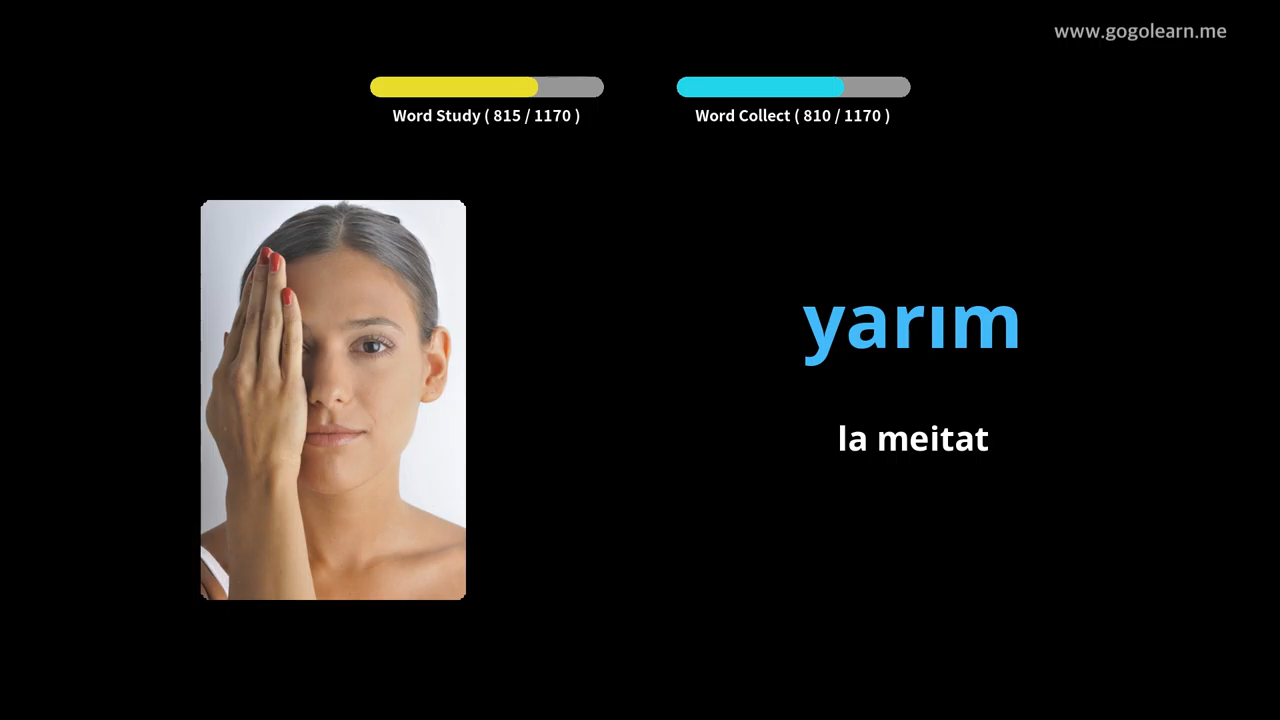 www.gogolearn.me
Word Study ( 815 / 1170 )
Word Collect ( 810 / 1170 )
yarım
la meitat